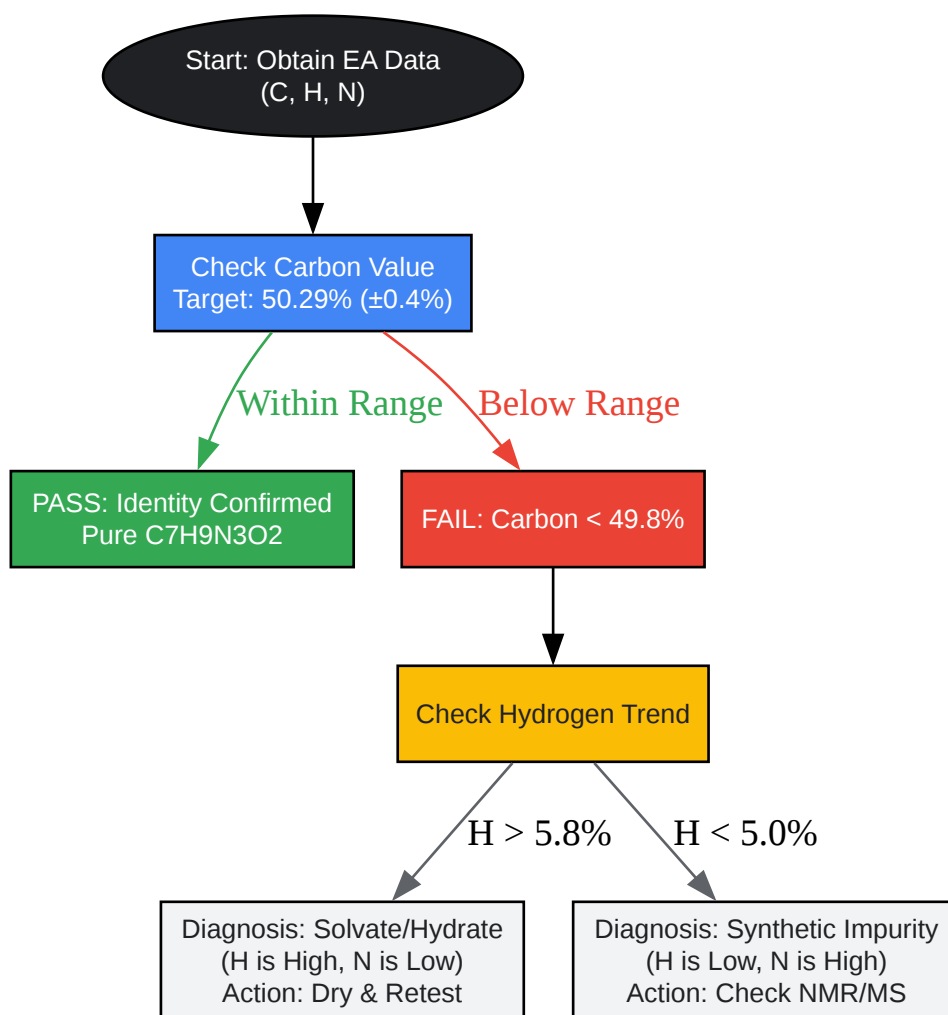 Start: Obtain EA Data
(C, H, N)
Check Carbon Value
Target: 50.29% (±0.4%)
Within Range
Below Range
PASS: Identity Confirmed
Pure C7H9N3O2
FAIL: Carbon < 49.8%
Check Hydrogen Trend
H > 5.8%
H < 5.0%
Diagnosis: Solvate/Hydrate
(H is High, N is Low)
Action: Dry & Retest
Diagnosis: Synthetic Impurity
(H is Low, N is High)
Action: Check NMR/MS